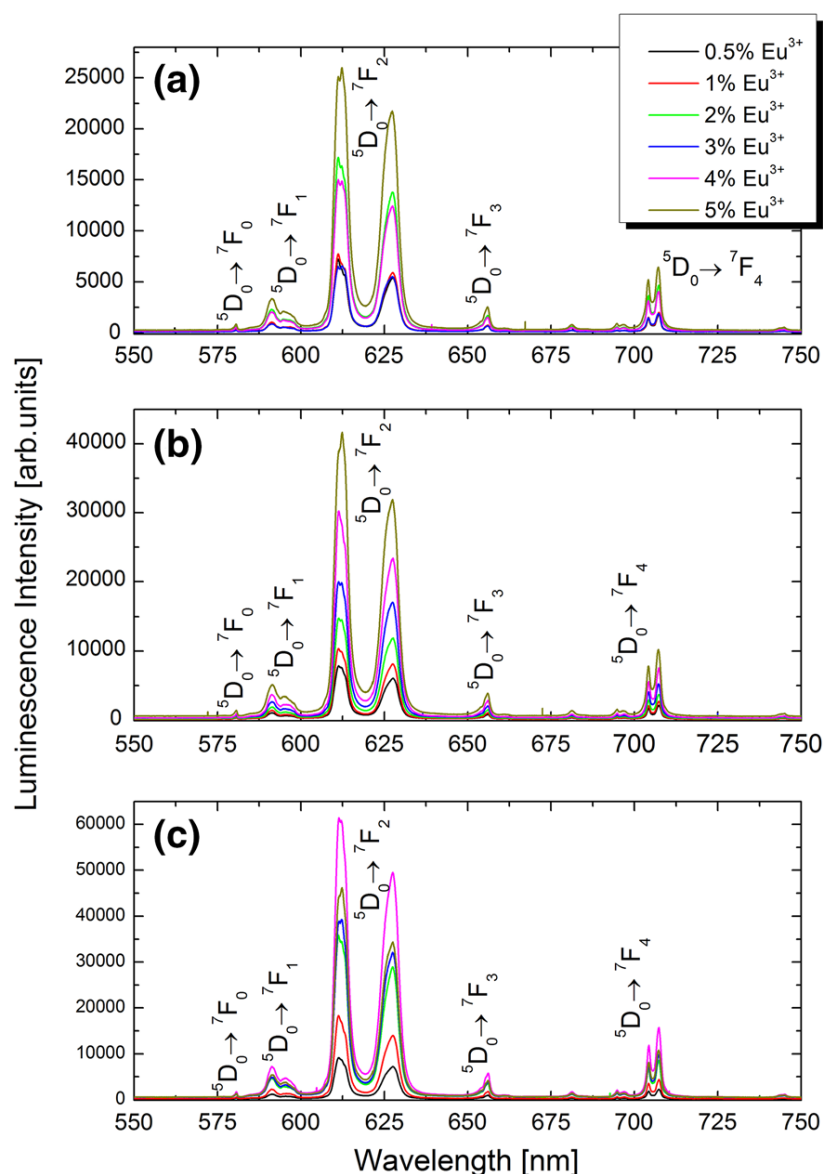 0.5% Eu³⁺
1% Eu³⁺
2% Eu³⁺
3% Eu³⁺
4% Eu³⁺
5% Eu³⁺
(a)
25000
20000
15000
10000
5000
0
⁵D₀→⁷F₀
⁵D₀→⁷F₁
⁵D₀→⁷F₂
⁵D₀→⁷F₃
⁵D₀→⁷F₄
550 575 600 625 650 675 700 725 750
(b)
40000
30000
20000
10000
0
⁵D₀→⁷F₀
⁵D₀→⁷F₁
⁵D₀→⁷F₂
⁵D₀→⁷F₃
⁵D₀→⁷F₄
550 575 600 625 650 675 700 725 750
(c)
60000
50000
40000
30000
20000
10000
0
⁵D₀→⁷F₀
⁵D₀→⁷F₁
⁵D₀→⁷F₂
⁵D₀→⁷F₃
⁵D₀→⁷F₄
550 575 600 625 650 675 700 725 750
Luminescence Intensity [arb.units]
Wavelength [nm]